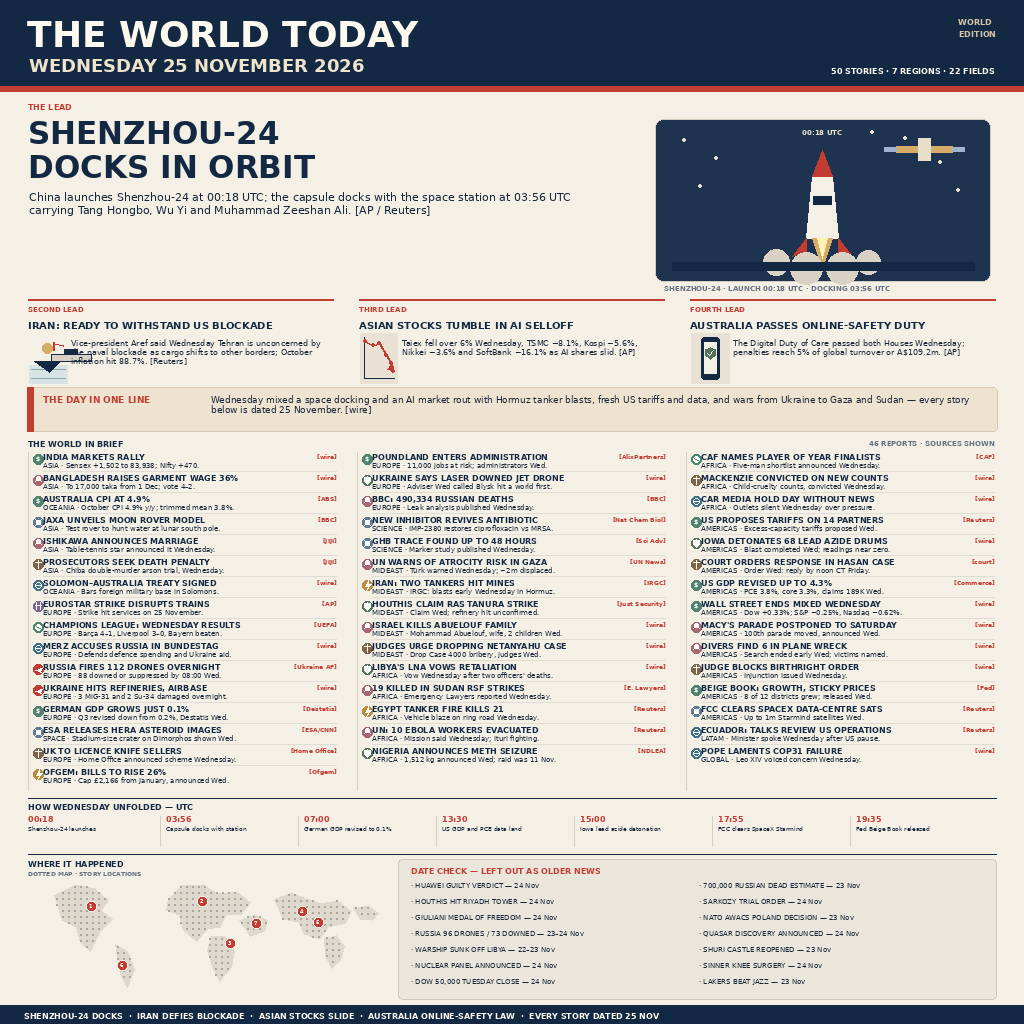 THE WORLD TODAY
WEDNESDAY 25 NOVEMBER 2026
WORLD
EDITION
50 STORIES · 7 REGIONS · 22 FIELDS
THE LEAD
SHENZHOU-24
DOCKS IN ORBIT
China launches Shenzhou-24 at 00:18 UTC; the capsule docks with the space station at 03:56 UTC
carrying Tang Hongbo, Wu Yi and Muhammad Zeeshan Ali. [AP / Reuters]
00:18 UTC
SHENZHOU-24 · LAUNCH 00:18 UTC · DOCKING 03:56 UTC
SECOND LEAD
IRAN: READY TO WITHSTAND US BLOCKADE
Vice-president Aref said Wednesday Tehran is unconcerned by
the naval blockade as cargo shifts to other borders; October
inflation hit 88.7%. [Reuters]
THIRD LEAD
ASIAN STOCKS TUMBLE IN AI SELLOFF
Taiex fell over 6% Wednesday, TSMC −8.1%, Kospi −5.6%,
Nikkei −3.6% and SoftBank −16.1% as AI shares slid. [AP]
FOURTH LEAD
AUSTRALIA PASSES ONLINE-SAFETY DUTY
The Digital Duty of Care passed both Houses Wednesday;
penalties reach 5% of global turnover or A$109.2m. [AP]
THE DAY IN ONE LINE
Wednesday mixed a space docking and an AI market rout with Hormuz tanker blasts, fresh US tariffs and data, and wars from Ukraine to Gaza and Sudan — every story
below is dated 25 November. [wire]
THE WORLD IN BRIEF
46 REPORTS · SOURCES SHOWN
INDIA MARKETS RALLY [wire]
ASIA · Sensex +1,502 to 83,938; Nifty +470.
BANGLADESH RAISES GARMENT WAGE 36% [wire]
ASIA · To 17,000 taka from 1 Dec; vote 4–2.
AUSTRALIA CPI AT 4.9% [ABS]
OCEANIA · October CPI 4.9% y/y; trimmed mean 3.8%.
JAXA UNVEILS MOON ROVER MODEL [BBC]
ASIA · Test rover to hunt water at lunar south pole.
ISHIKAWA ANNOUNCES MARRIAGE [JIJI]
ASIA · Table-tennis star announced it Wednesday.
PROSECUTORS SEEK DEATH PENALTY [JIJI]
ASIA · Chiba double-murder arson trial, Wednesday.
SOLOMON–AUSTRALIA TREATY SIGNED [wire]
OCEANIA · Bars foreign military base in Solomons.
EUROSTAR STRIKE DISRUPTS TRAINS [AP]
EUROPE · Strike hit services on 25 November.
CHAMPIONS LEAGUE: WEDNESDAY RESULTS [UEFA]
EUROPE · Barça 4–1, Liverpool 3–0, Bayern beaten.
MERZ ACCUSES RUSSIA IN BUNDESTAG [wire]
EUROPE · Defends defence spending and Ukraine aid.
RUSSIA FIRES 112 DRONES OVERNIGHT [Ukraine AF]
EUROPE · 88 downed or suppressed by 08:00 Wed.
UKRAINE HITS REFINERIES, AIRBASE [wire]
EUROPE · 3 MiG-31 and 2 Su-34 damaged overnight.
GERMAN GDP GROWS JUST 0.1% [Destatis]
EUROPE · Q3 revised down from 0.2%, Destatis Wed.
ESA RELEASES HERA ASTEROID IMAGES [ESA/CNN]
SPACE · Stadium-size crater on Dimorphos shown Wed.
UK TO LICENCE KNIFE SELLERS [Home Office]
EUROPE · Home Office announced scheme Wednesday.
OFGEM: BILLS TO RISE 26% [Ofgem]
EUROPE · Cap £2,166 from January, announced Wed.
POUNDLAND ENTERS ADMINISTRATION [AlixPartners]
EUROPE · 11,000 jobs at risk; administrators Wed.
UKRAINE SAYS LASER DOWNED JET DRONE [wire]
EUROPE · Adviser Wed called Blysk hit a world first.
BBC: 490,334 RUSSIAN DEATHS [BBC]
EUROPE · Leak analysis published Wednesday.
NEW INHIBITOR REVIVES ANTIBIOTIC [Nat Chem Biol]
SCIENCE · IMP-2380 restores ciprofloxacin vs MRSA.
GHB TRACE FOUND UP TO 48 HOURS [Sci Adv]
SCIENCE · Marker study published Wednesday.
UN WARNS OF ATROCITY RISK IN GAZA [UN News]
MIDEAST · Türk warned Wednesday; ~2m displaced.
IRAN: TWO TANKERS HIT MINES [IRGC]
MIDEAST · IRGC: blasts early Wednesday in Hormuz.
HOUTHIS CLAIM RAS TANURA STRIKE [Just Security]
MIDEAST · Claim Wed; refinery hit unconfirmed.
ISRAEL KILLS ABUELOUF FAMILY [wire]
MIDEAST · Mohammad Abuelouf, wife, 2 children Wed.
JUDGES URGE DROPPING NETANYAHU CASE [wire]
MIDEAST · Drop Case 4000 bribery, judges Wed.
LIBYA'S LNA VOWS RETALIATION [wire]
AFRICA · Vow Wednesday after two officers' deaths.
19 KILLED IN SUDAN RSF STRIKES [E. Lawyers]
AFRICA · Emergency Lawyers reported Wednesday.
EGYPT TANKER FIRE KILLS 21 [Reuters]
AFRICA · Vehicle blaze on ring road Wednesday.
UN: 10 EBOLA WORKERS EVACUATED [Reuters]
AFRICA · Mission said Wednesday; Ituri fighting.
NIGERIA ANNOUNCES METH SEIZURE [NDLEA]
AFRICA · 1,512 kg announced Wed; raid was 11 Nov.
CAF NAMES PLAYER OF YEAR FINALISTS [CAF]
AFRICA · Five-man shortlist announced Wednesday.
MACKENZIE CONVICTED ON NEW COUNTS [wire]
AFRICA · Child-cruelty counts, convicted Wednesday.
CAR MEDIA HOLD DAY WITHOUT NEWS [wire]
AFRICA · Outlets silent Wednesday over pressure.
US PROPOSES TARIFFS ON 14 PARTNERS [Reuters]
AMERICAS · Excess-capacity tariffs proposed Wed.
IOWA DETONATES 68 LEAD AZIDE DRUMS [wire]
AMERICAS · Blast completed Wed; readings near zero.
COURT ORDERS RESPONSE IN HASAN CASE [court]
AMERICAS · Order Wed: reply by noon CT Friday.
US GDP REVISED UP TO 4.3% [Commerce]
AMERICAS · PCE 3.8%, core 3.3%, claims 189K Wed.
WALL STREET ENDS MIXED WEDNESDAY [wire]
AMERICAS · Dow +0.33%; S&P −0.25%, Nasdaq −0.62%.
MACY'S PARADE POSTPONED TO SATURDAY [wire]
AMERICAS · 100th parade moved, announced Wed.
DIVERS FIND 6 IN PLANE WRECK [wire]
AMERICAS · Search ended early Wed; victims named.
JUDGE BLOCKS BIRTHRIGHT ORDER [wire]
AMERICAS · Injunction issued Wednesday.
BEIGE BOOK: GROWTH, STICKY PRICES [Fed]
AMERICAS · 8 of 12 districts grew; released Wed.
FCC CLEARS SPACEX DATA-CENTRE SATS [Reuters]
AMERICAS · Up to 1m Starmind satellites Wed.
ECUADOR: TALKS REVIEW US OPERATIONS [Reuters]
LATAM · Minister spoke Wednesday after US pause.
POPE LAMENTS COP31 FAILURE [wire]
GLOBAL · Leo XIV voiced concern Wednesday.
HOW WEDNESDAY UNFOLDED — UTC
00:18
Shenzhou-24 launches
03:56
Capsule docks with station
07:00
German GDP revised to 0.1%
13:30
US GDP and PCE data land
15:00
Iowa lead azide detonation
17:55
FCC clears SpaceX Starmind
19:35
Fed Beige Book released
WHERE IT HAPPENED
DOTTED MAP · STORY LOCATIONS
1
2
3
7
4
6
DATE CHECK — LEFT OUT AS OLDER NEWS
· HUAWEI GUILTY VERDICT — 24 Nov
· HOUTHIS HIT RIYADH TOWER — 24 Nov
· GIULIANI MEDAL OF FREEDOM — 24 Nov
· RUSSIA 96 DRONES / 73 DOWNED — 23–24 Nov
· WARSHIP SUNK OFF LIBYA — 22–23 Nov
· NUCLEAR PANEL ANNOUNCED — 24 Nov
· DOW 50,000 TUESDAY CLOSE — 24 Nov
· 700,000 RUSSIAN DEAD ESTIMATE — 23 Nov
· SARKOZY TRIAL ORDER — 24 Nov
· NATO AWACS POLAND DECISION — 23 Nov
· QUASAR DISCOVERY ANNOUNCED — 24 Nov
· SHURI CASTLE REOPENED — 23 Nov
· SINNER KNEE SURGERY — 24 Nov
· LAKERS BEAT JAZZ — 23 Nov
SHENZHOU-24 DOCKS · IRAN DEFIES BLOCKADE · ASIAN STOCKS SLIDE · AUSTRALIA ONLINE-SAFETY LAW · EVERY STORY DATED 25 NOV